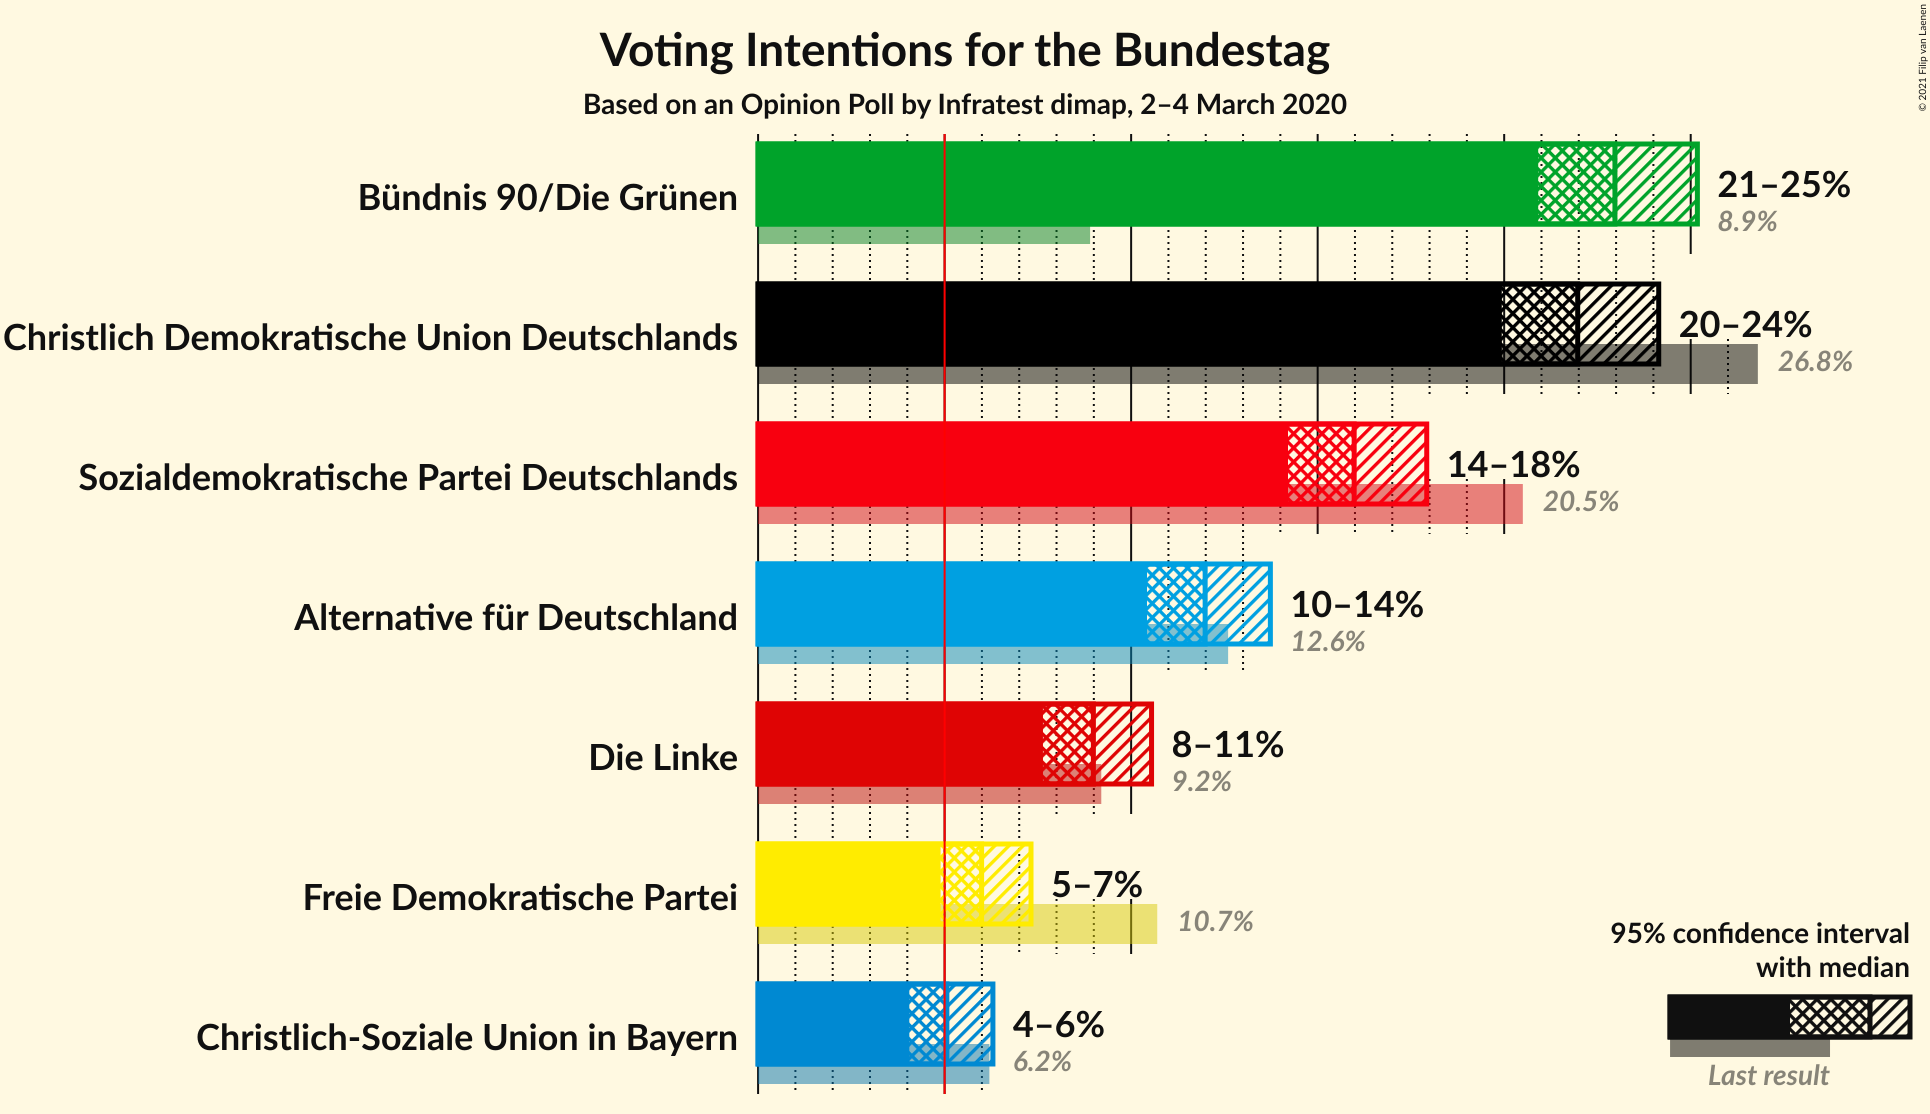 Voting Intentions for the Bundestag
Based on an Opinion Poll by Infratest dimap, 2–4 March 2020
© 2021 Filip van Laenen
Bündnis 90/Die Grünen
21–25%
8.9%
Christlich Demokratische Union Deutschlands
20–24%
26.8%
Sozialdemokratische Partei Deutschlands
14–18%
20.5%
Alternative für Deutschland
10–14%
12.6%
Die Linke
8–11%
9.2%
Freie Demokratische Partei
5–7%
10.7%
Christlich-Soziale Union in Bayern
4–6%
6.2%
95% confidence interval
with median
Last result